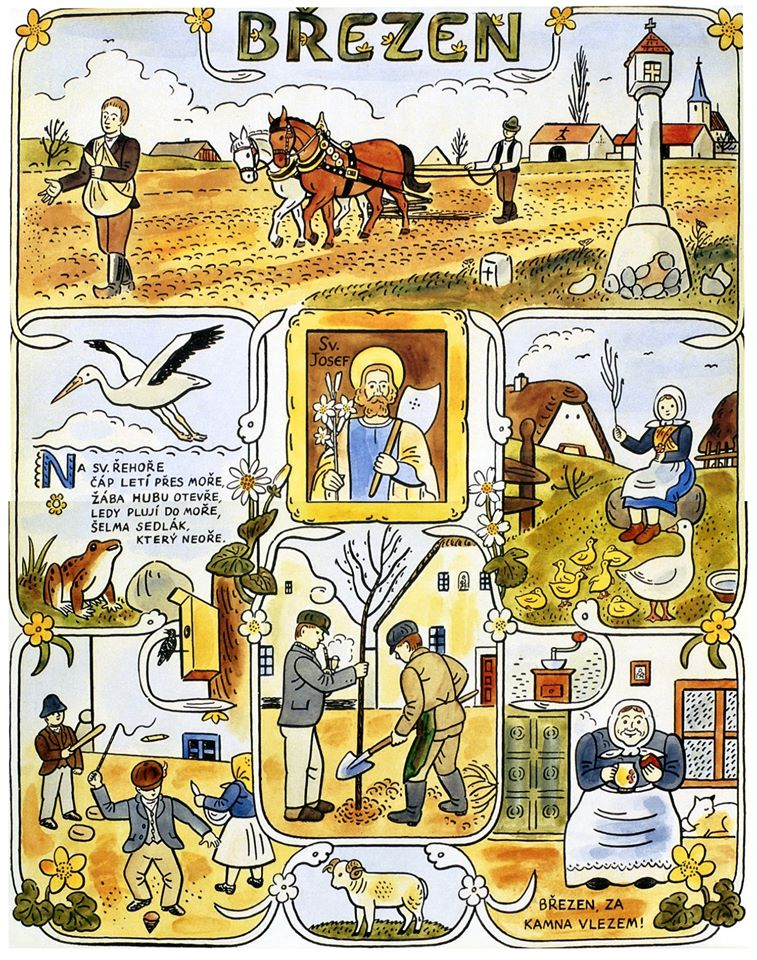 BŘEZEN
SV.
JOSEF
NA SV. ŘEHOŘE
ČÁP LETÍ PŘES MOŘE,
ŽÁBA HUBU OTEVŘE,
LEDY PLUJÍ DO MOŘE,
ŠELMA SEDLÁK,
KTERÝ NEOŘE.
BŘEZEN, ZA
KAMNA VLEZEM!